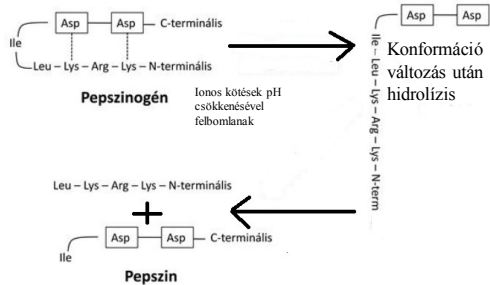 Asp Asp C-terminális
Ile
Leu – Lys – Arg – Lys – N-terminális
Pepszinogén
Ionos kötések pH
csökkenésével
felbomlanak
Asp Asp
Ile – Leu – Lys – Arg – Lys – N-term
Konformáció
változás után
hidrolízis
Leu – Lys – Arg – Lys – N-terminális
+
Asp Asp C-terminális
Ile
Pepszin